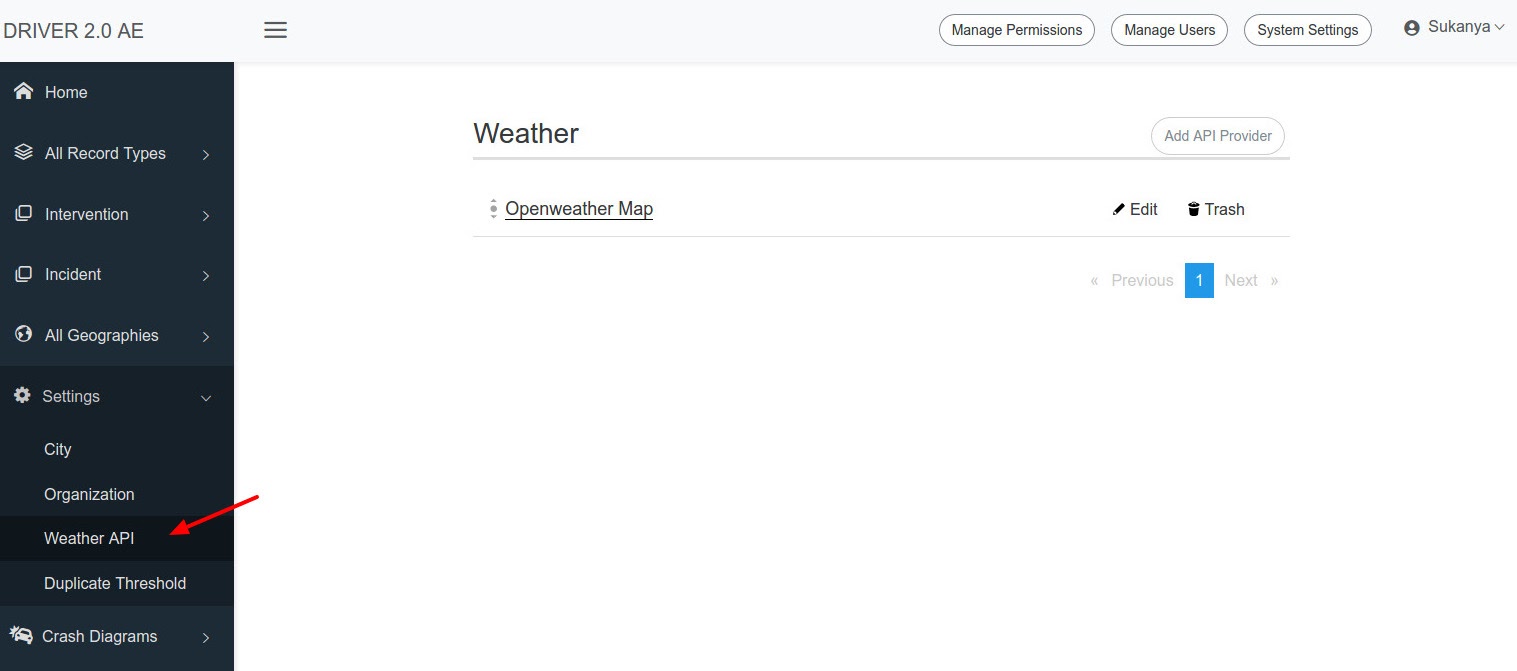 DRIVER 2.0 AE
Manage Permissions
Manage Users
System Settings
Sukanya
Home
All Record Types
Intervention
Incident
All Geographies
Settings
City
Organization
Weather API
Duplicate Threshold
Crash Diagrams
Weather
Add API Provider
Openweather Map
Edit
Trash
« Previous 1 Next »